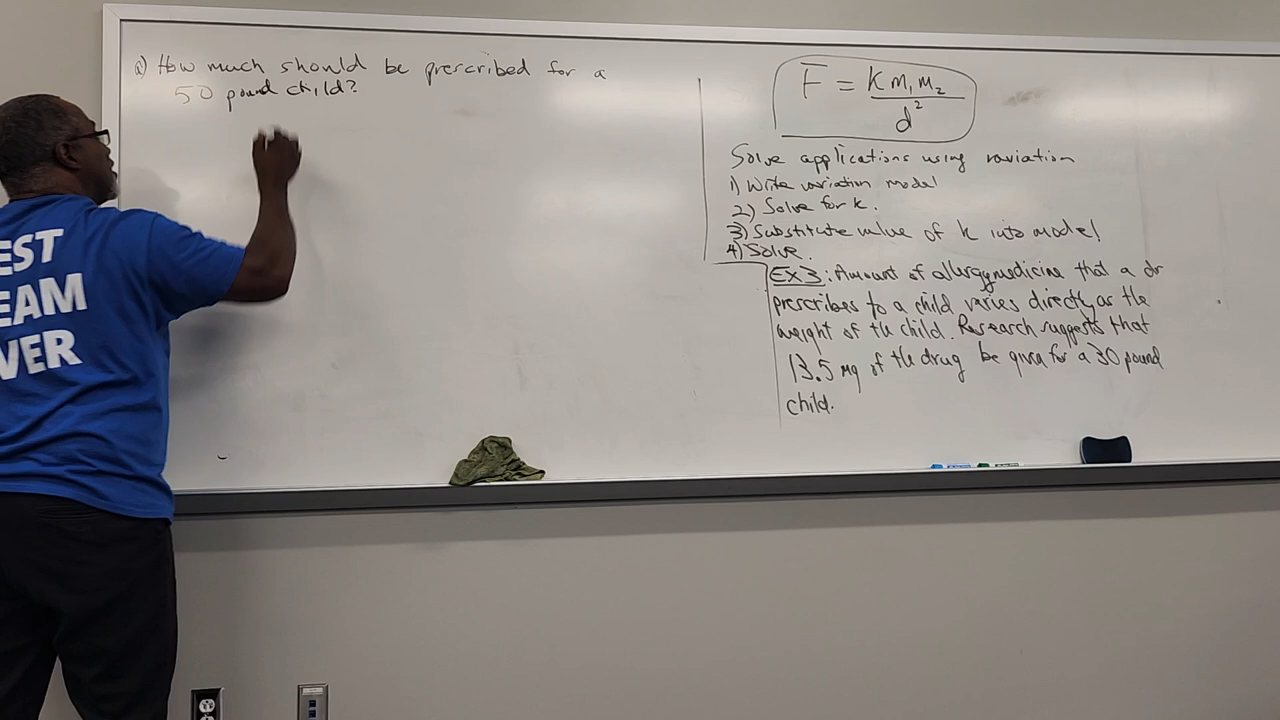 a) How much should be prescribed for a
50 pound child?
F = K m₁ m₂ / d²
Solve applications using variation
1) Write variation model
2) Solve for k.
3) Substitute value of k into model
4) Solve.
EX3: Amount of allergy medicine that a dr
prescribes to a child varies directly as the
weight of the child. Research suggests that
13.5 mg of the drug be given for a 30 pound
child.
EST
EAM
VER